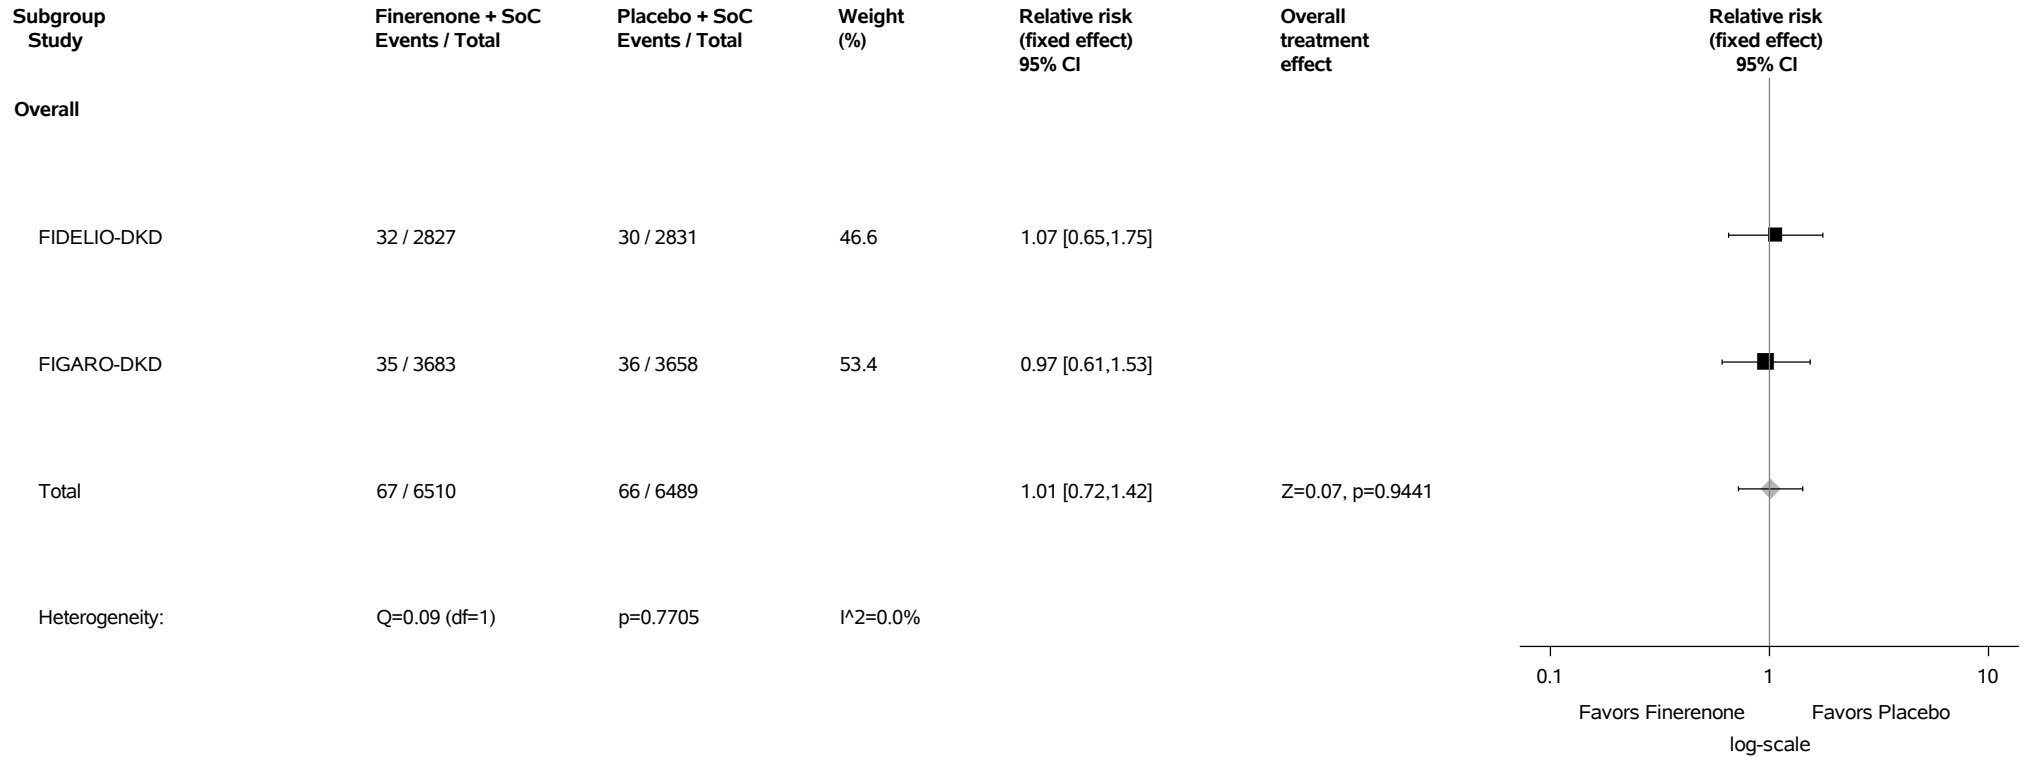 Subgroup Finerenone + SoC Placebo + SoC Weight Relative risk Overall Relative risk
Study Events / Total Events / Total (%) (fixed effect) treatment (fixed effect)
95% CI effect 95% CI
Overall
FIDELIO-DKD 32 / 2827 30 / 2831 46.6 1.07 [0.65,1.75]
FIGARO-DKD 35 / 3683 36 / 3658 53.4 0.97 [0.61,1.53]
Total 67 / 6510 66 / 6489 1.01 [0.72,1.42] Z=0.07, p=0.9441
Heterogeneity: Q=0.09 (df=1) p=0.7705 I^2=0.0%
0.1 1 10
Favors Finerenone Favors Placebo
log-scale